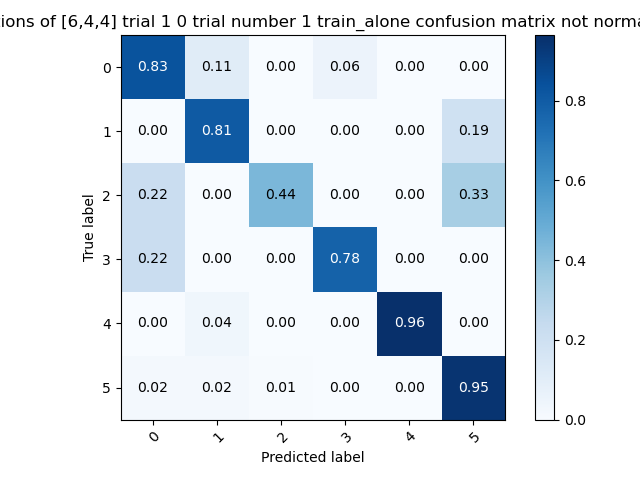 tions of [6,4,4] trial 1 0 trial number 1 train_alone confusion matrix not norma
0 0.83 0.11 0.00 0.06 0.00 0.00
1 0.00 0.81 0.00 0.00 0.00 0.19
2 0.22 0.00 0.44 0.00 0.00 0.33
3 0.22 0.00 0.00 0.78 0.00 0.00
4 0.00 0.04 0.00 0.00 0.96 0.00
5 0.02 0.02 0.01 0.00 0.00 0.95
0 1 2 3 4 5
True label
Predicted label
0.8
0.6
0.4
0.2
0.0